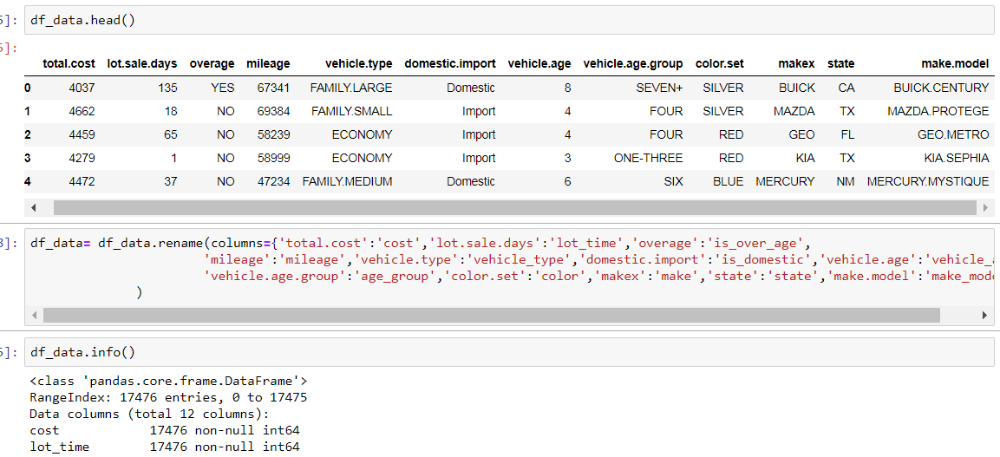 5]: df_data.head()
5]:
total.cost lot.sale.days overage mileage vehicle.type domestic.import vehicle.age vehicle.age.group color.set makex state make.model
0 4037 135 YES 67341 FAMILY.LARGE Domestic 8 SEVEN+ SILVER BUICK CA BUICK.CENTURY
1 4662 18 NO 69384 FAMILY.SMALL Import 4 FOUR SILVER MAZDA TX MAZDA.PROTEGE
2 4459 65 NO 58239 ECONOMY Import 4 FOUR RED GEO FL GEO.METRO
3 4279 1 NO 58999 ECONOMY Import 3 ONE-THREE RED KIA TX KIA.SEPHIA
4 4472 37 NO 47234 FAMILY.MEDIUM Domestic 6 SIX BLUE MERCURY NM MERCURY.MYSTIQUE
3]: df_data= df_data.rename(columns={'total.cost':'cost','lot.sale.days':'lot_time','overage':'is_over_age',
'mileage':'mileage','vehicle.type':'vehicle_type','domestic.import':'is_domestic','vehicle.age':'vehicle_a
'vehicle.age.group':'age_group','color.set':'color','makex':'make','state':'state','make.model':'make_mod
)
5]: df_data.info()
<class 'pandas.core.frame.DataFrame'>
RangeIndex: 17476 entries, 0 to 17475
Data columns (total 12 columns):
cost 17476 non-null int64
lot_time 17476 non-null int64